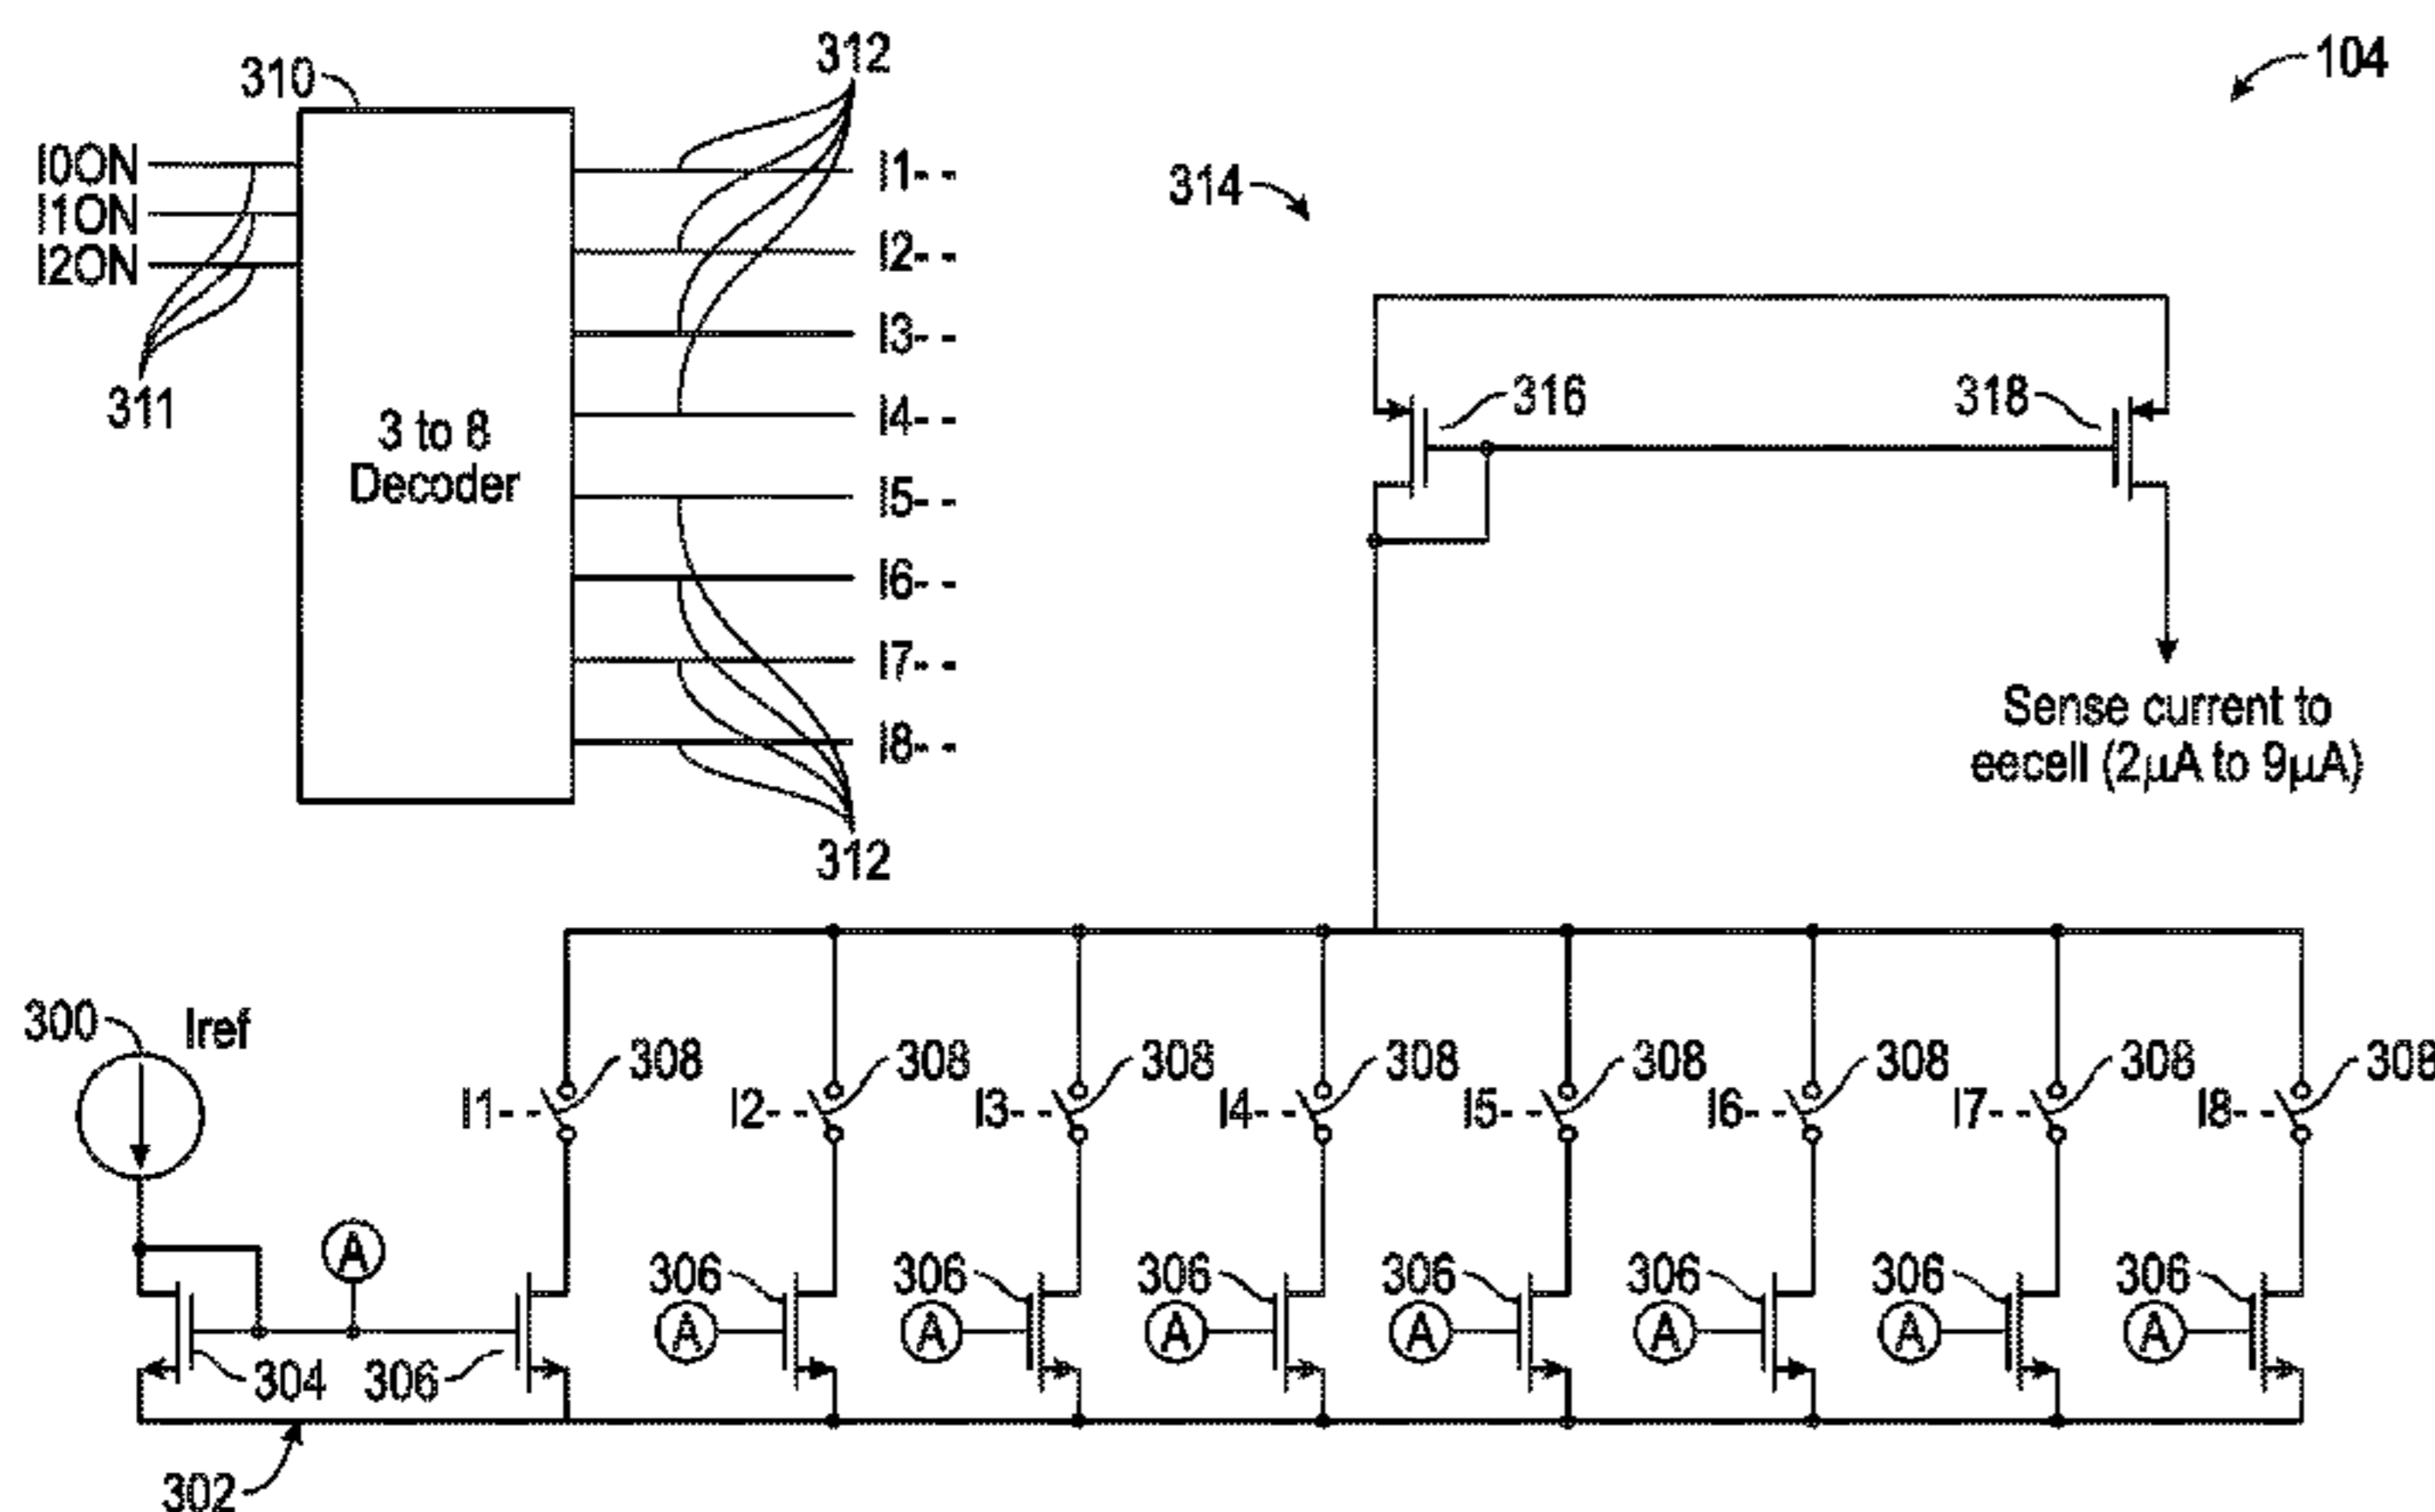 312
310
104
I0ON
I1ON
I2ON
I1- -
314
I2- -
I3- -
311
3 to 8
Decoder
I4- -
316
318
I5- -
I6- -
I7- -
I8- -
Sense current to
eecell (2µA to 9µA)
312
300
Iref
I1- -
308
I2- -
308
I3- -
308
I4- -
308
I5- -
308
I6- -
308
I7- -
308
I8- -
308
A
306
306
306
306
306
306
306
A
A
A
A
A
A
A
304
306
302